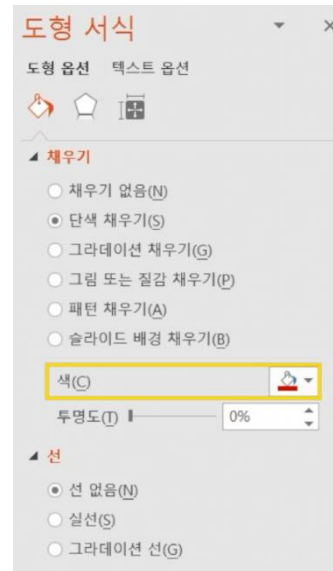 도형 서식
도형 옵션 텍스트 옵션
채우기
채우기 없음(N)
단색 채우기(S)
그라데이션 채우기(G)
그림 또는 질감 채우기(P)
패턴 채우기(A)
슬라이드 배경 채우기(B)
색(C)
투명도(T) 0%
선
선 없음(N)
실선(S)
그라데이션 선(G)